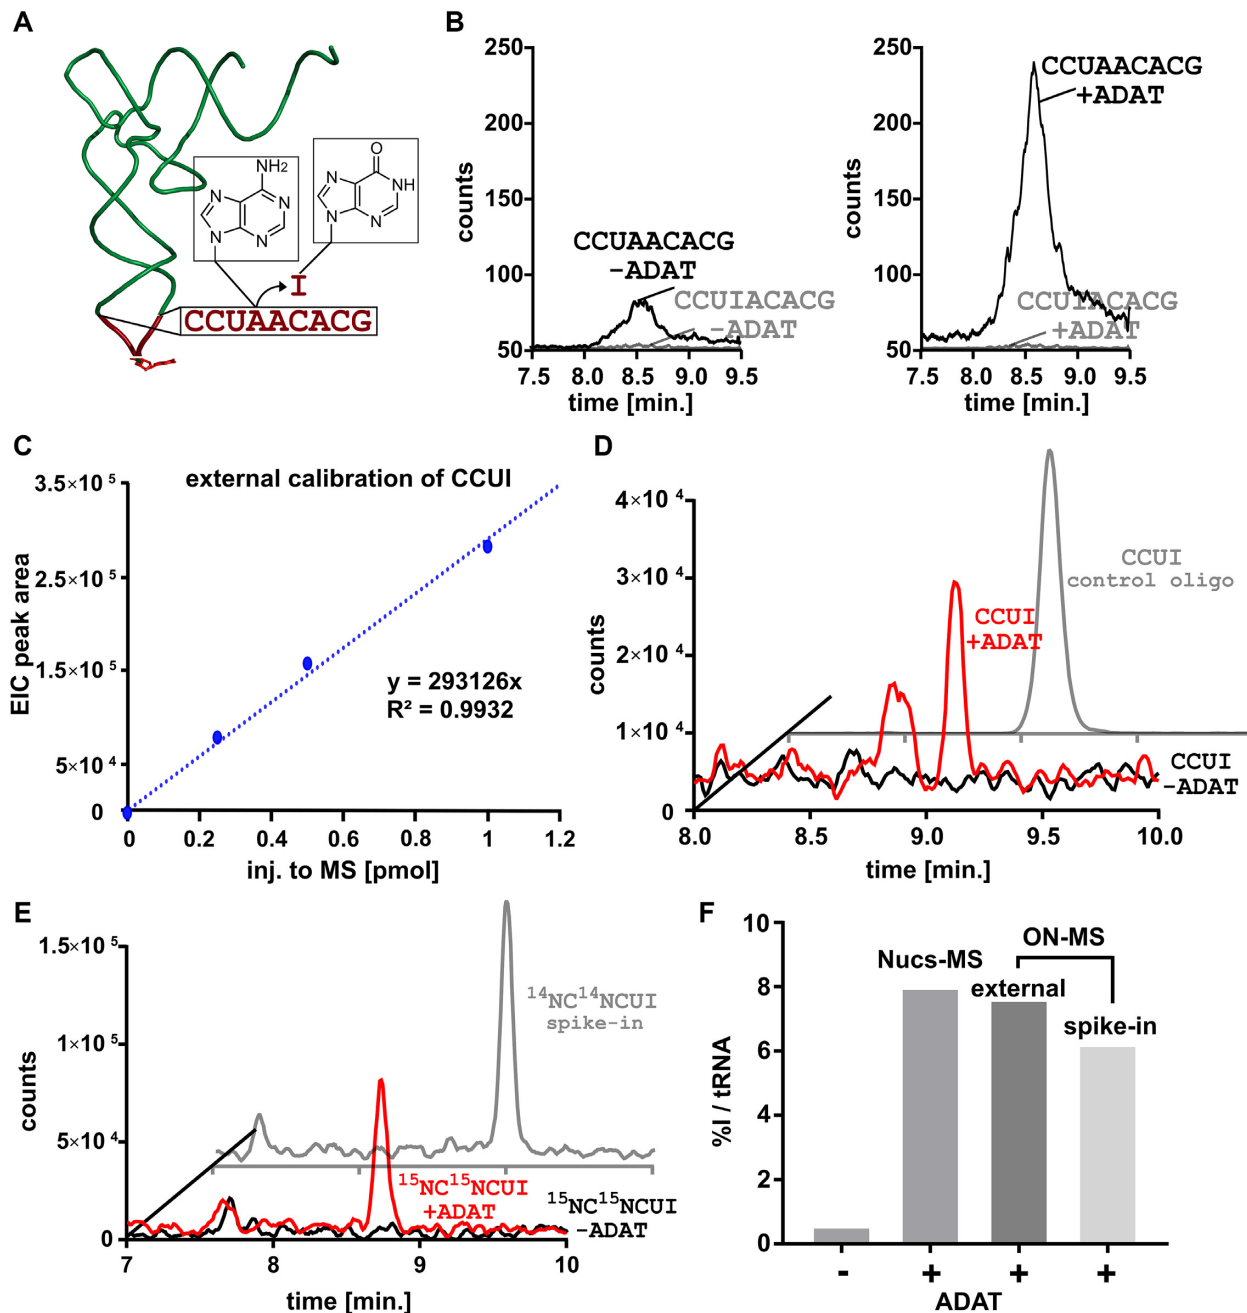 A
NH2
N
N
N
N
O
N
NH
N
N
I
CCUAACACG
B
250
200
150
100
50
counts
CCUAACACG
-ADAT
CCUIACACG
-ADAT
7.5 8.0 8.5 9.0 9.5
time [min.]
250
200
150
100
50
counts
CCUAACACG
+ADAT
CCUIACACG
+ADAT
7.5 8.0 8.5 9.0 9.5
time [min.]
C
external calibration of CCUI
3.5×10 5
2.5×10 5
1.5×10 5
5×10 4
0
EIC peak area
y = 293126x
R² = 0.9932
0 0.2 0.4 0.6 0.8 1 1.2
inj. to MS [pmol]
D
4×10 4
3×10 4
2×10 4
1×10 4
0
counts
CCUI
control oligo
CCUI
+ADAT
CCUI
-ADAT
8.0 8.5 9.0 9.5 10.0
time [min.]
E
1.5×10 5
1×10 5
5×10 4
0
counts
14NC14NCUI
spike-in
15NC15NCUI
+ADAT
15NC15NCUI
-ADAT
7 8 9 10
time [min.]
F
10
8
6
4
2
0
%I / tRNA
ON-MS
Nucs-MS
external
spike-in
- + + +
ADAT